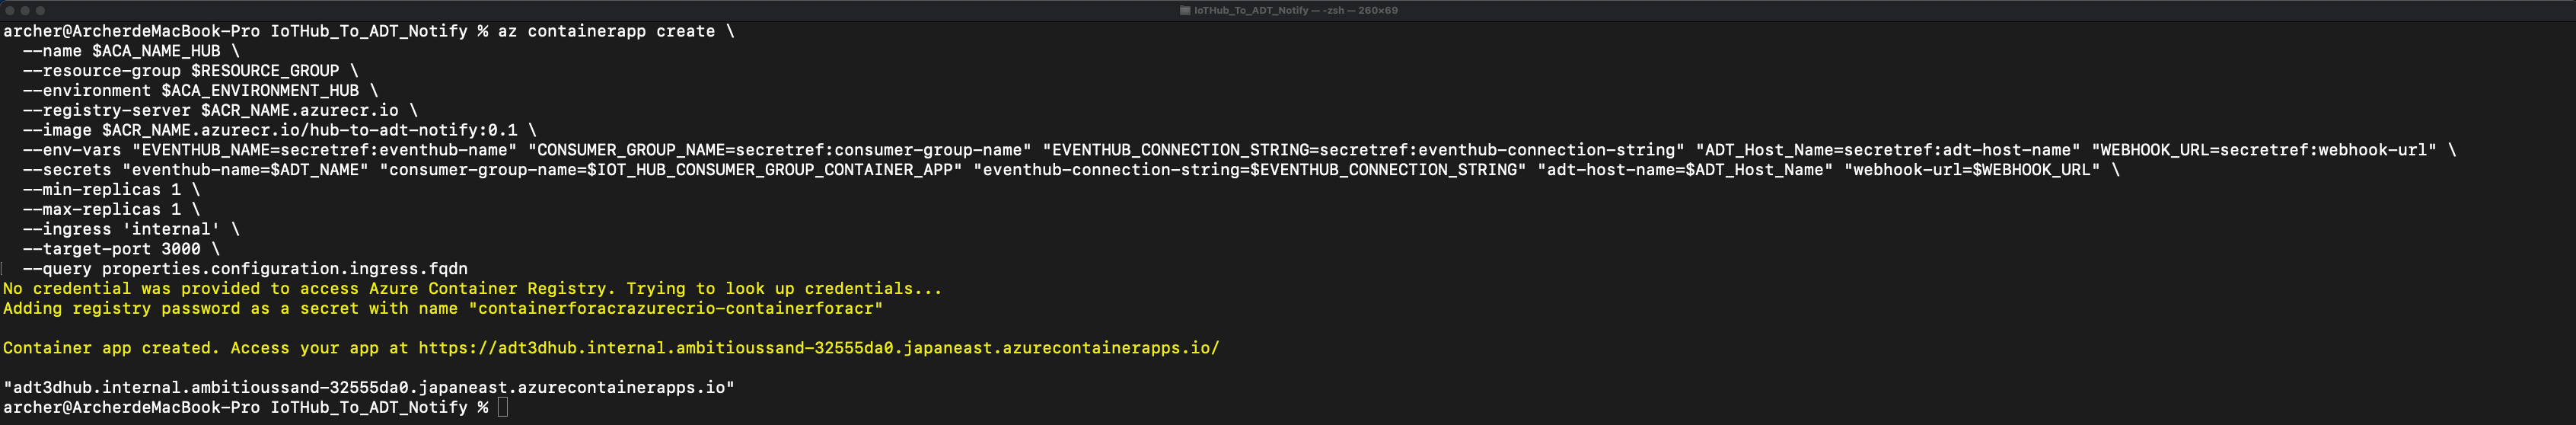 IoTHub_To_ADT_Notify — -zsh — 260×69
archer@ArcherdeMacBook-Pro IoTHub_To_ADT_Notify % az containerapp create \
--name $ACA_NAME_HUB \
--resource-group $RESOURCE_GROUP \
--environment $ACA_ENVIRONMENT_HUB \
--registry-server $ACR_NAME.azurecr.io \
--image $ACR_NAME.azurecr.io/hub-to-adt-notify:0.1 \
--env-vars "EVENTHUB_NAME=secretref:eventhub-name" "CONSUMER_GROUP_NAME=secretref:consumer-group-name" "EVENTHUB_CONNECTION_STRING=secretref:eventhub-connection-string" "ADT_Host_Name=secretref:adt-host-name" "WEBHOOK_URL=secretref:webhook-url" \
--secrets "eventhub-name=$ADT_NAME" "consumer-group-name=$IOT_HUB_CONSUMER_GROUP_CONTAINER_APP" "eventhub-connection-string=$EVENTHUB_CONNECTION_STRING" "adt-host-name=$ADT_Host_Name" "webhook-url=$WEBHOOK_URL" \
--min-replicas 1 \
--max-replicas 1 \
--ingress 'internal' \
--target-port 3000 \
--query properties.configuration.ingress.fqdn
No credential was provided to access Azure Container Registry. Trying to look up credentials...
Adding registry password as a secret with name "containerforacrazurecrio-containerforacr"
Container app created. Access your app at https://adt3dhub.internal.ambitioussand-32555da0.japaneast.azurecontainerapps.io/
"adt3dhub.internal.ambitioussand-32555da0.japaneast.azurecontainerapps.io"
archer@ArcherdeMacBook-Pro IoTHub_To_ADT_Notify %